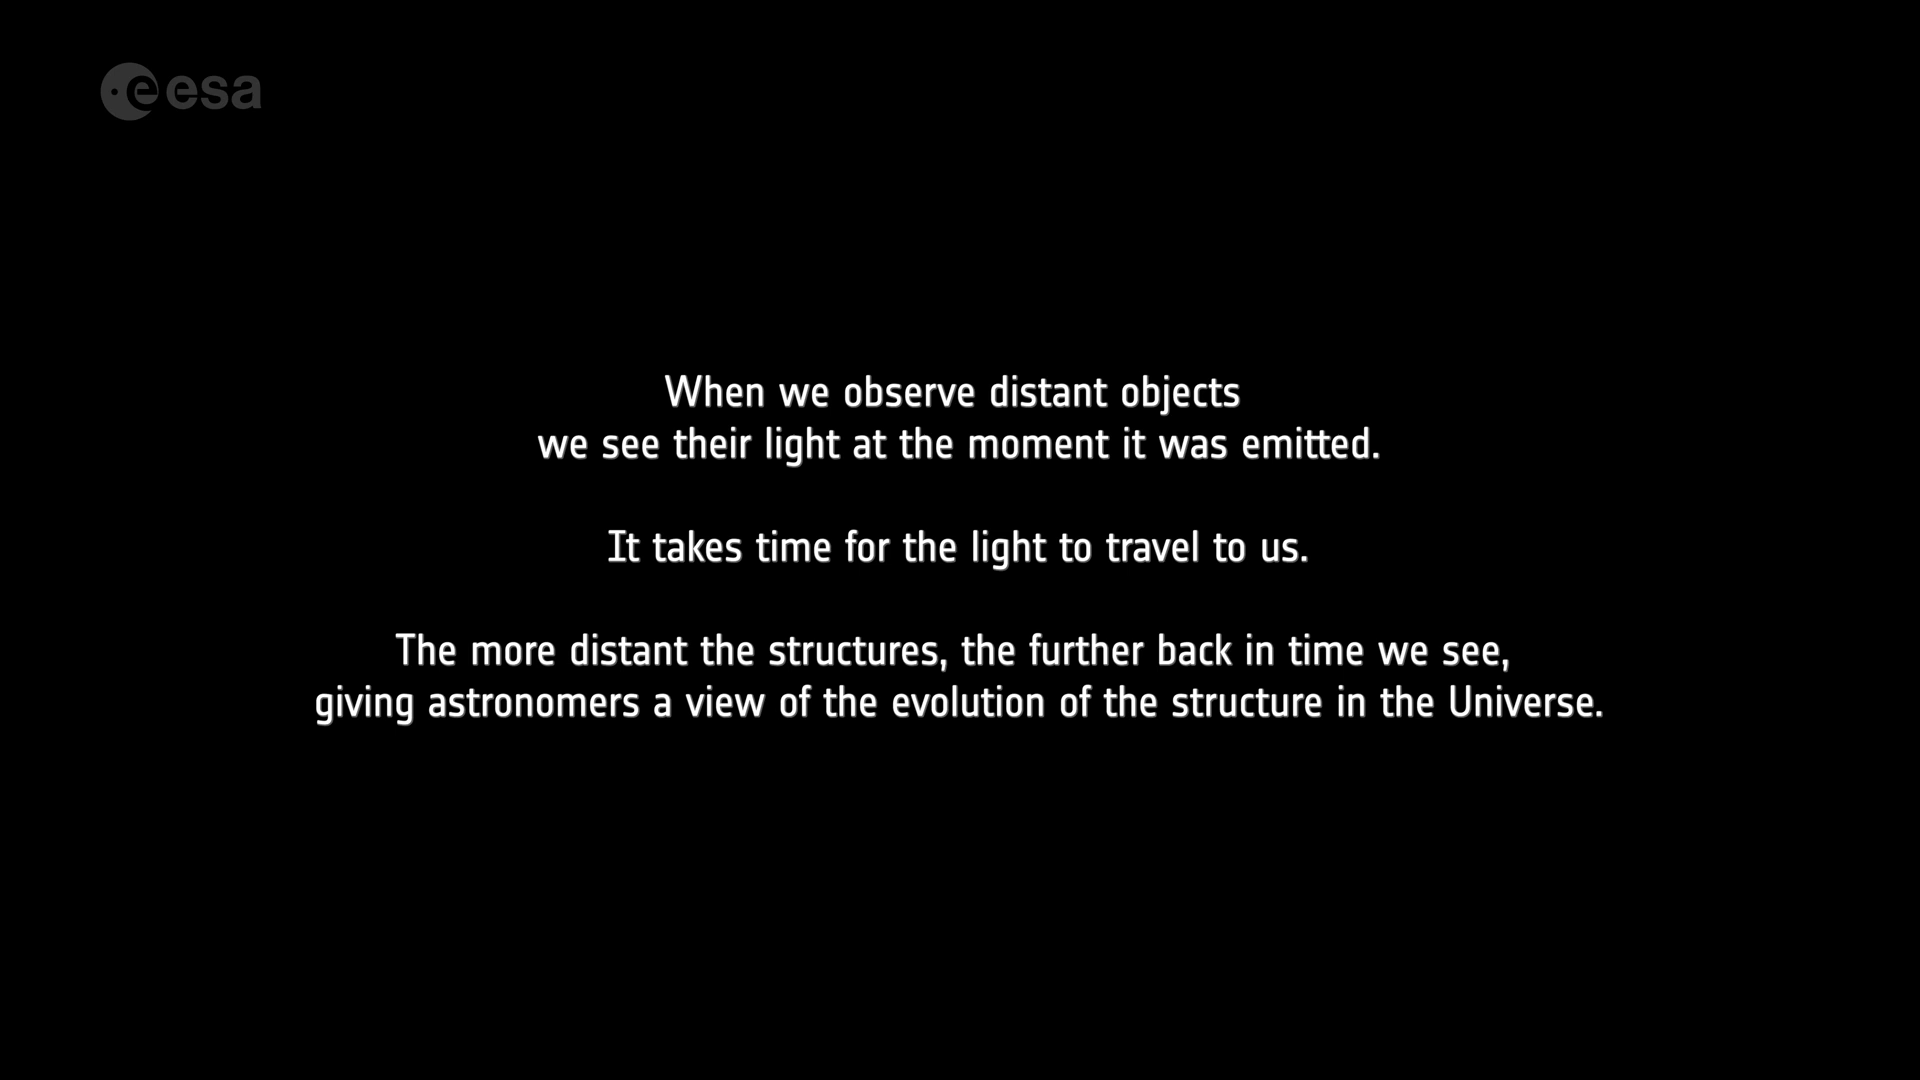 esa
When we observe distant objects
we see their light at the moment it was emitted.
It takes time for the light to travel to us.
The more distant the structures, the further back in time we see,
giving astronomers a view of the evolution of the structure in the Universe.